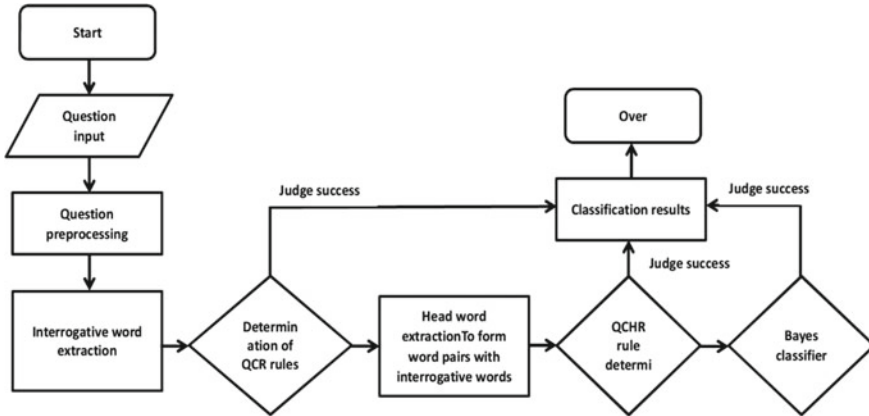 Start
Question
input
Question
preprocessing
Interrogative word
extraction
Determin
ation of
QCR rules
Judge success
Head word
extractionTo form
word pairs with
interrogative words
QCHR
rule
determi
Judge success
Bayes
classifier
Judge success
Classification results
Over